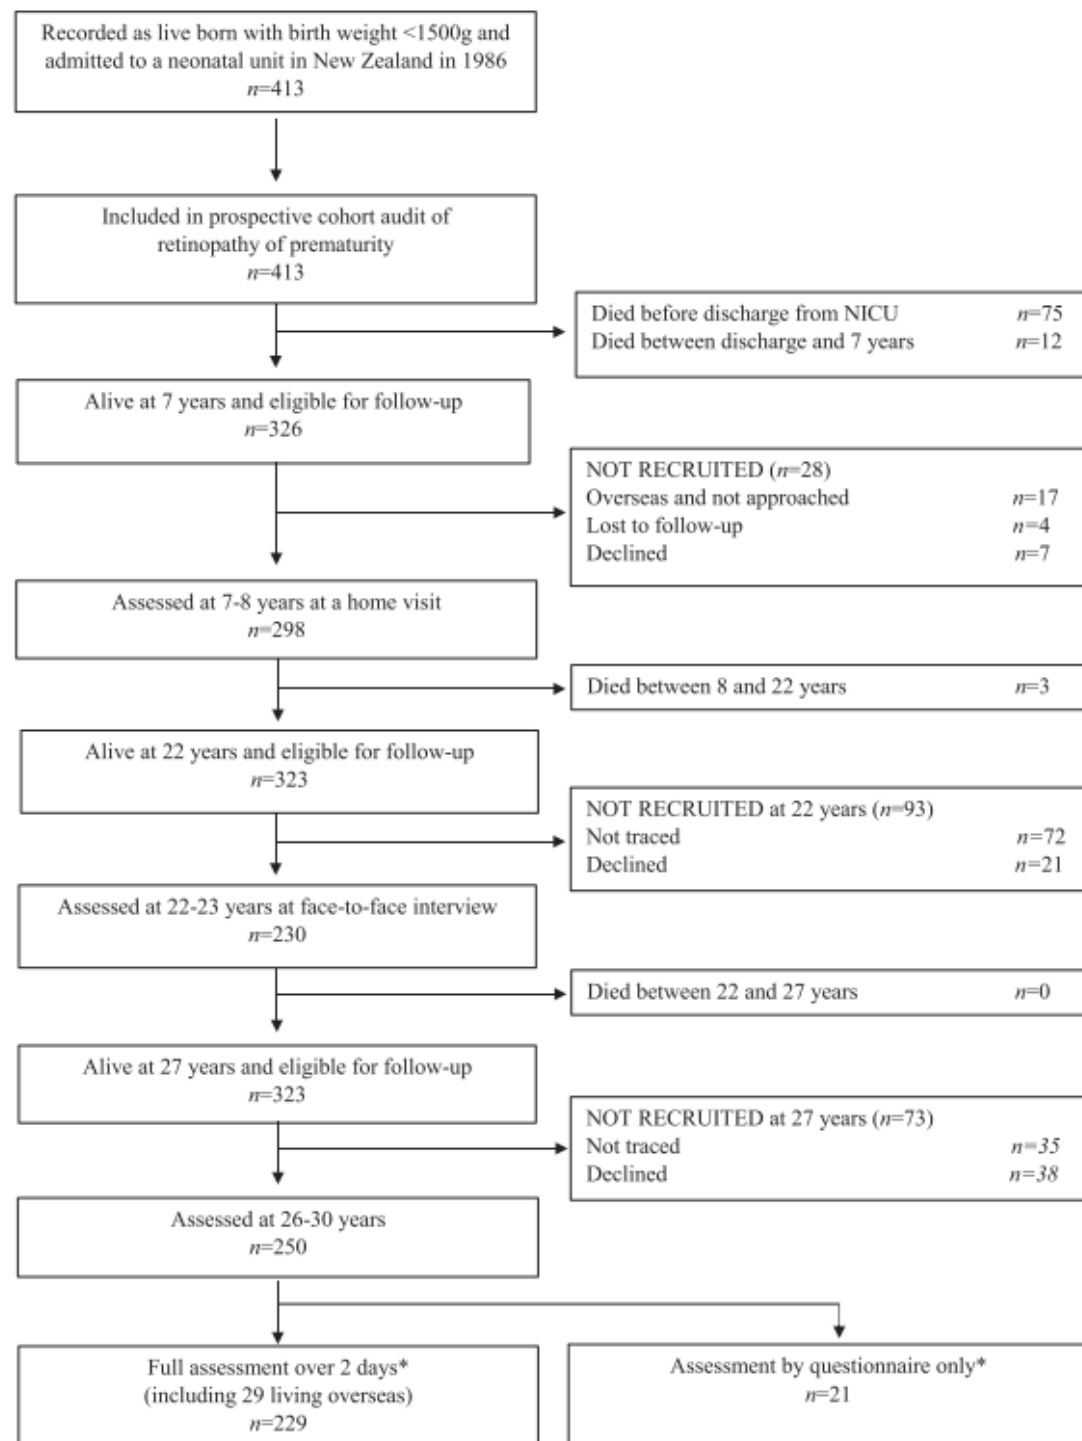 Recorded as live born with birth weight <1500g and
admitted to a neonatal unit in New Zealand in 1986
n=413
Included in prospective cohort audit of
retinopathy of prematurity
n=413
Died before discharge from NICU n=75
Died between discharge and 7 years n=12
Alive at 7 years and eligible for follow-up
n=326
NOT RECRUITED (n=28)
Overseas and not approached n=17
Lost to follow-up n=4
Declined n=7
Assessed at 7-8 years at a home visit
n=298
Died between 8 and 22 years n=3
Alive at 22 years and eligible for follow-up
n=323
NOT RECRUITED at 22 years (n=93)
Not traced n=72
Declined n=21
Assessed at 22-23 years at face-to-face interview
n=230
Died between 22 and 27 years n=0
Alive at 27 years and eligible for follow-up
n=323
NOT RECRUITED at 27 years (n=73)
Not traced n=35
Declined n=38
Assessed at 26-30 years
n=250
Full assessment over 2 days*
(including 29 living overseas)
n=229
Assessment by questionnaire only*
n=21